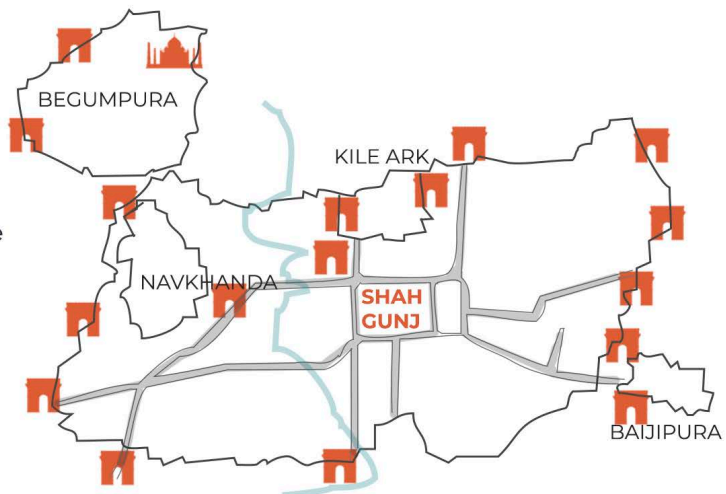 BEGUMPURA
KILE ARK
e
NAVKHANDA
SHAH
GUNJ
BAIJIPURA